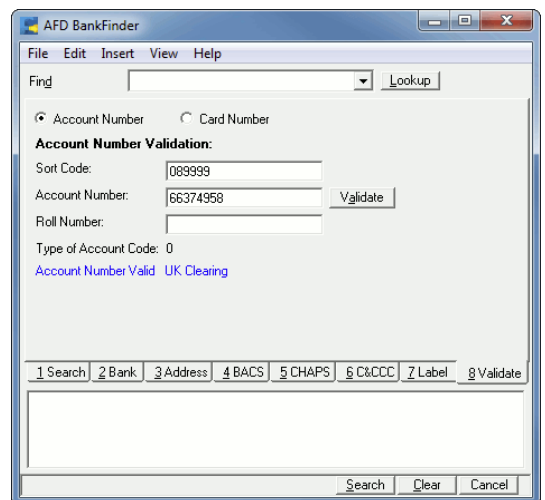 AFD BankFinder
File Edit Insert View Help
Find Lookup
Account Number Card Number
Account Number Validation:
Sort Code: 089999
Account Number: 66374958 Validate
Roll Number:
Type of Account Code: 0
Account Number Valid UK Clearing
1 Search 2 Bank 3 Address 4 BACS 5 CHAPS 6 C&CCC 7 Label 8 Validate
Search Clear Cancel